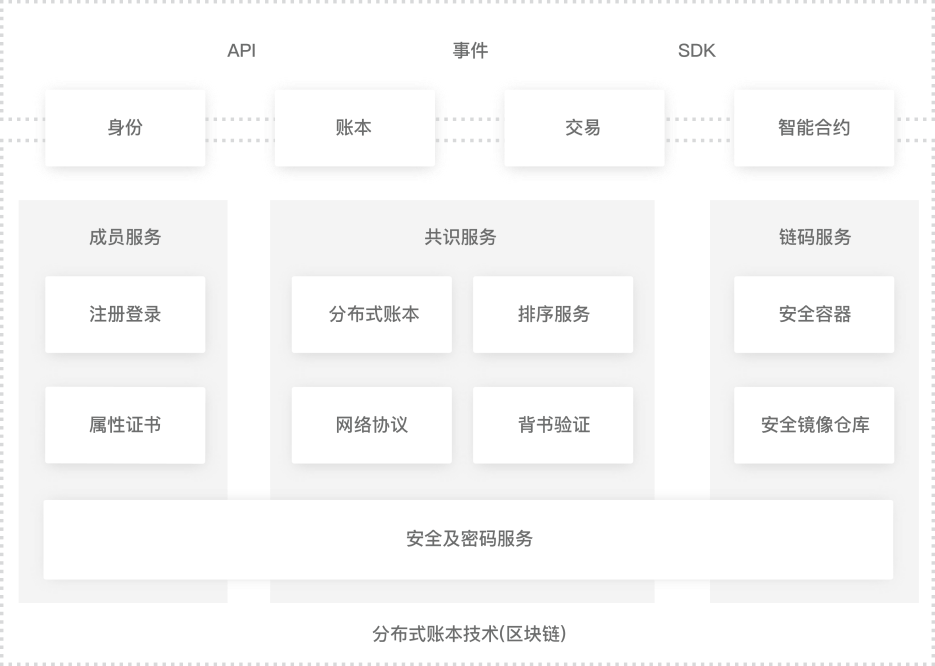 API
事件
SDK
身份
账本
交易
智能合约
成员服务
共识服务
链码服务
注册登录
分布式账本
排序服务
安全容器
属性证书
网络协议
背书验证
安全镜像仓库
安全及密码服务
分布式账本技术(区块链)